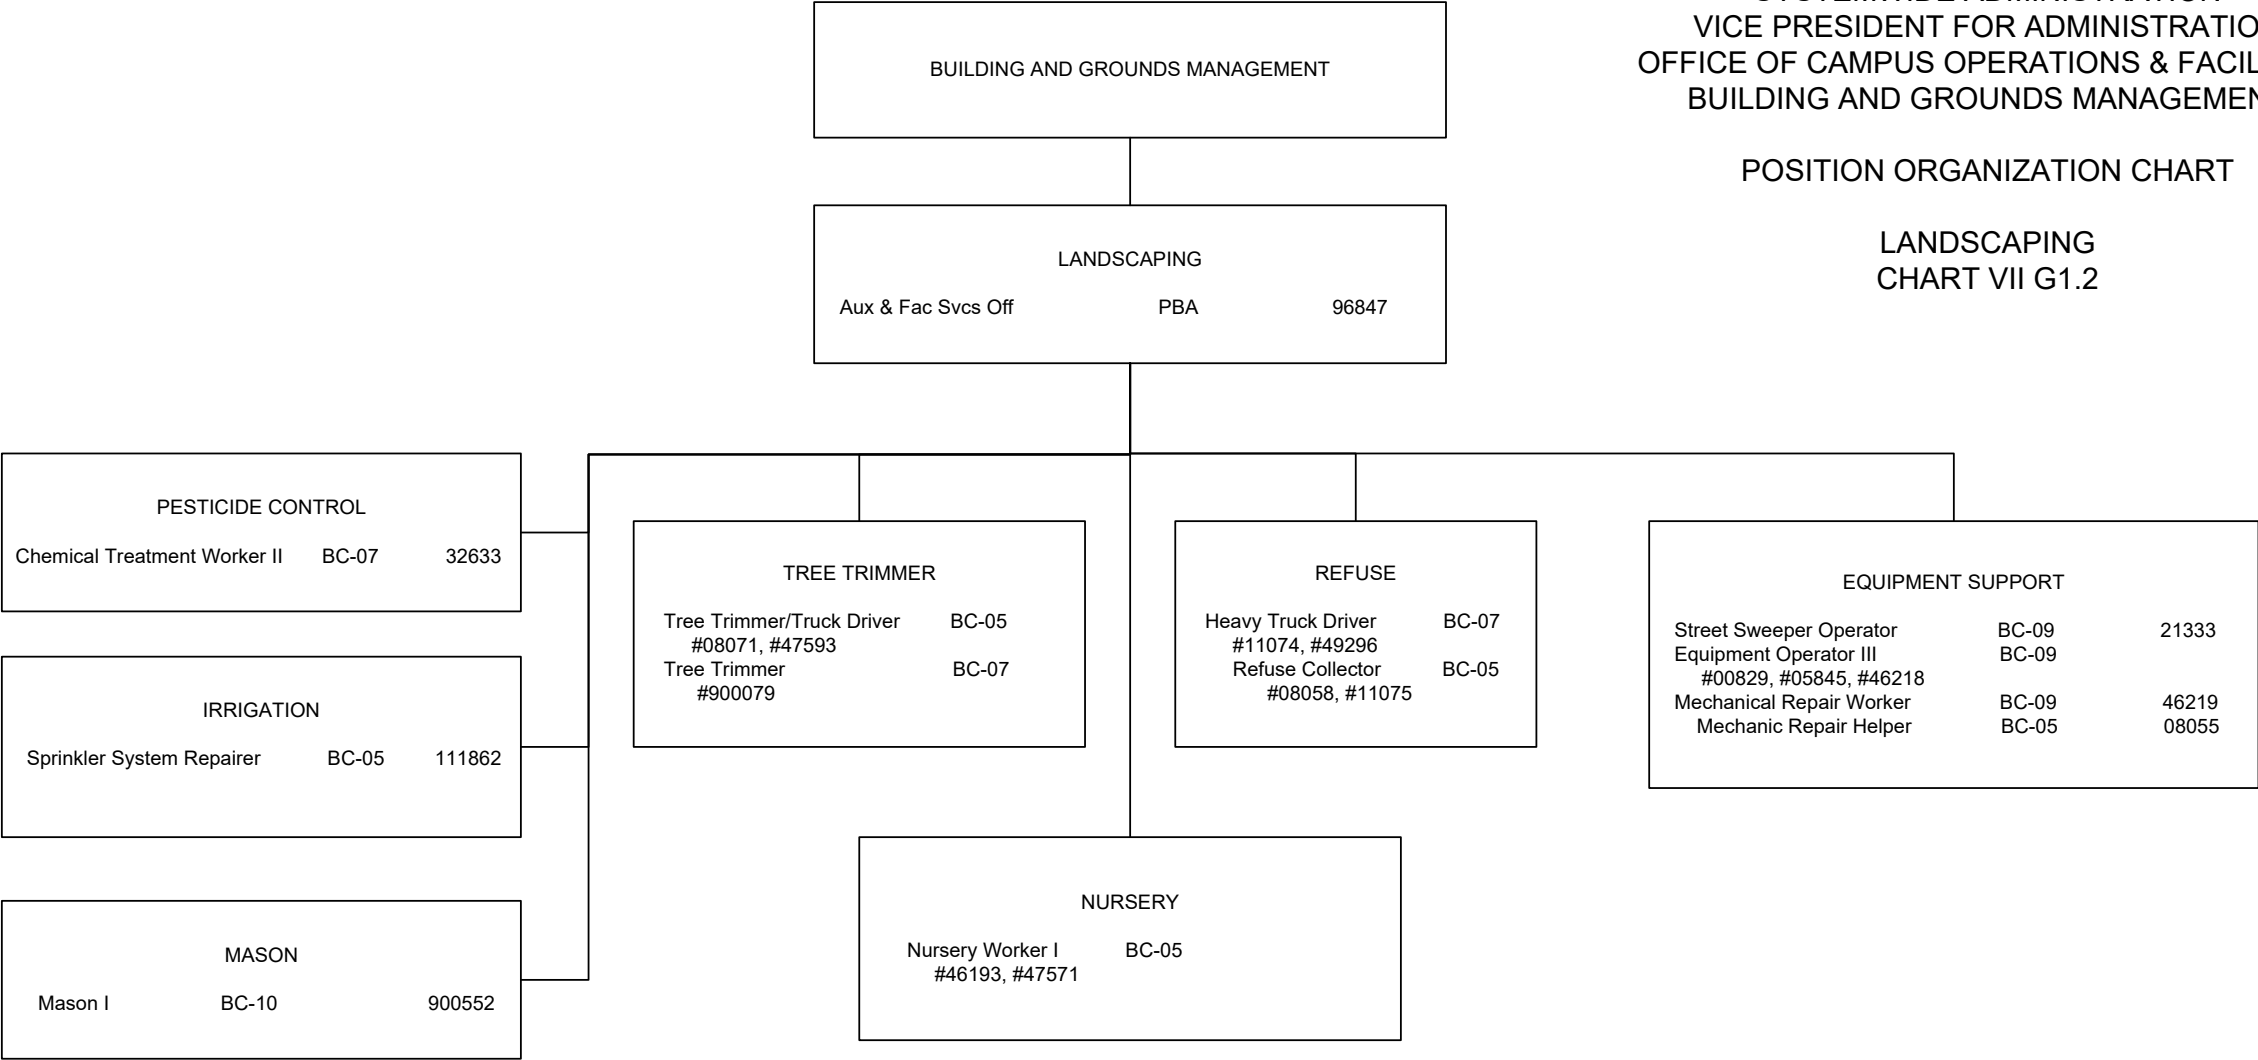 VICE PRESIDENT FOR
OFFICE OF CAMPUS OPERATIONS &
BUILDING AND GROUNDS
POSITION ORGANIZATION CHART
LANDSCAPING
CHART VII G1.2
BUILDING AND GROUNDS MANAGEMENT
LANDSCAPING
Aux & Fac Svcs Off PBA 96847
PESTICIDE CONTROL
Chemical Treatment Worker II BC-07 32633
IRRIGATION
Sprinkler System Repairer BC-05 111862
MASON
Mason I BC-10 900552
TREE TRIMMER
Tree Trimmer/Truck Driver BC-05
#08071, #47593
Tree Trimmer BC-07
#900079
NURSERY
Nursery Worker I BC-05
#46193, #47571
REFUSE
Heavy Truck Driver BC-07
#11074, #49296
Refuse Collector BC-05
#08058, #11075
EQUIPMENT SUPPORT
Street Sweeper Operator BC-09 21333
Equipment Operator III BC-09
#00829, #05845, #46218
Mechanical Repair Worker BC-09 46219
Mechanic Repair Helper BC-05 08055